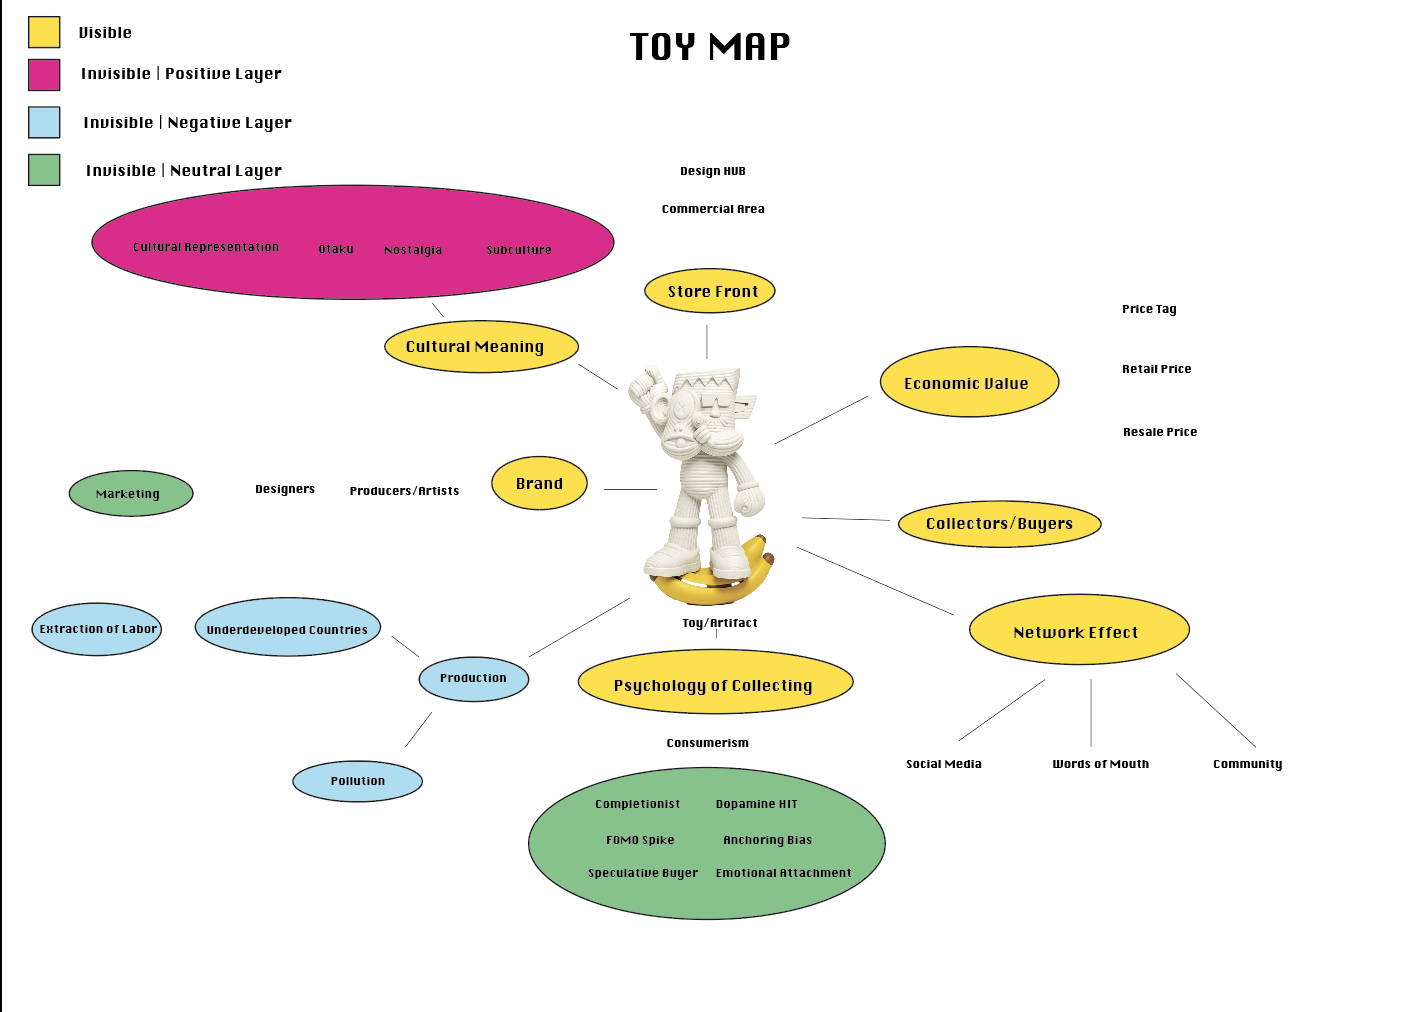 TOY MAP
Visible
Invisible | Positive Layer
Invisible | Negative Layer
Invisible | Neutral Layer
Design HUB
Commercial Area
Store Front
Cultural Representation
Otaku
Nostalgia
Subculture
Cultural Meaning
Price Tag
Economic Value
Retail Price
Resale Price
Marketing
Designers
Producers/Artists
Brand
Collectors/Buyers
Extraction of Labor
Underdeveloped Countries
Production
Pollution
Toy/Artifact
Psychology of Collecting
Network Effect
Social Media
Words of Mouth
Community
Consumerism
Completionist
Dopamine HIT
FOMO Spike
Anchoring Bias
Speculative Buyer
Emotional Attachment